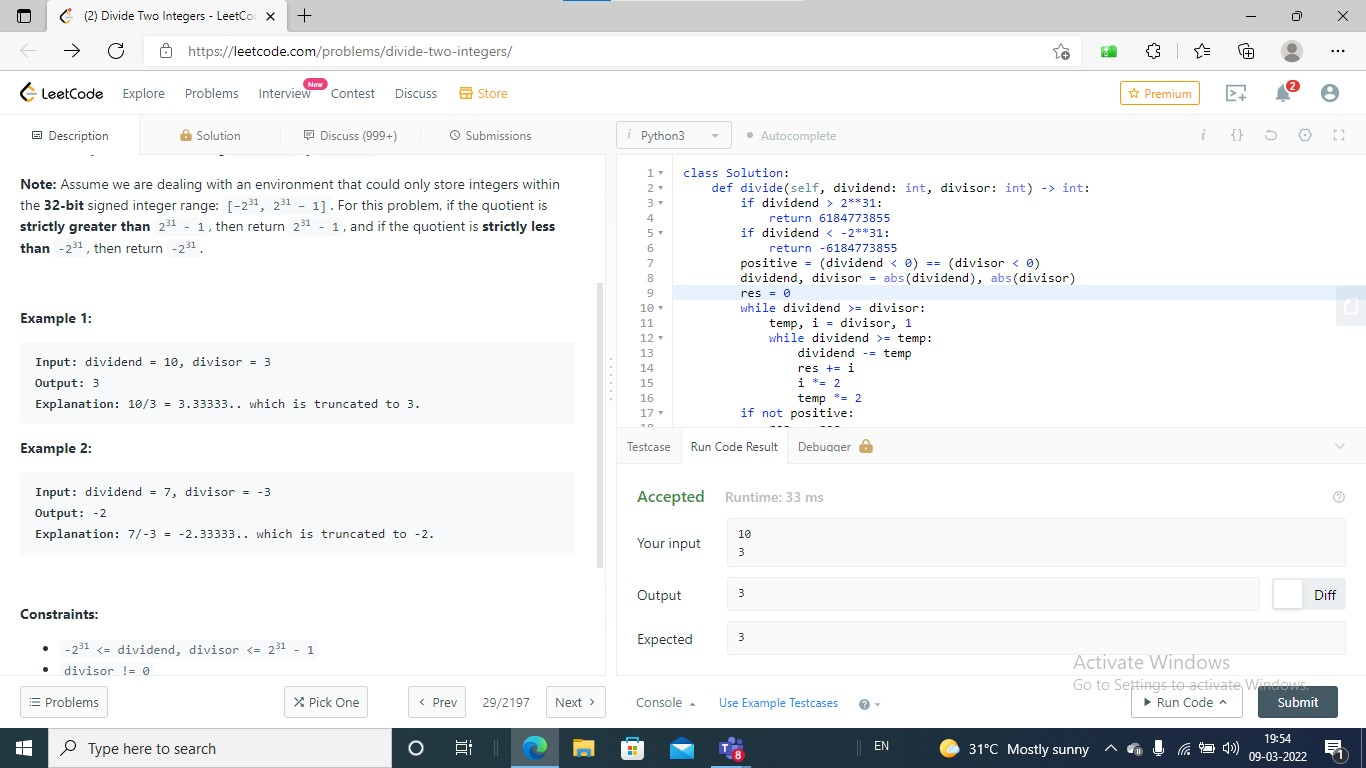 (2) Divide Two Integers - LeetCo
https://leetcode.com/problems/divide-two-integers/
LeetCode Explore Problems Interview New Contest Discuss Store Premium 2
Description Solution Discuss (999+) Submissions
i Python3 Autocomplete i {}
Note: Assume we are dealing with an environment that could only store integers within
the 32-bit signed integer range: [−2³¹, 2³¹ − 1]. For this problem, if the quotient is
strictly greater than 2³¹ - 1, then return 2³¹ - 1, and if the quotient is strictly less
than -2³¹, then return -2³¹.
Example 1:
Input: dividend = 10, divisor = 3
Output: 3
Explanation: 10/3 = 3.33333.. which is truncated to 3.
Example 2:
Input: dividend = 7, divisor = -3
Output: -2
Explanation: 7/-3 = -2.33333.. which is truncated to -2.
Constraints:
• -2³¹ <= dividend, divisor <= 2³¹ - 1
• divisor != 0
Problems Pick One < Prev 29/2197 Next >
1 class Solution:
2 def divide(self, dividend: int, divisor: int) -> int:
3 if dividend > 2**31:
4 return 6184773855
5 if dividend < -2**31:
6 return -6184773855
7 positive = (dividend < 0) == (divisor < 0)
8 dividend, divisor = abs(dividend), abs(divisor)
9 res = 0
10 while dividend >= divisor:
11 temp, i = divisor, 1
12 while dividend >= temp:
13 dividend -= temp
14 res += i
15 i *= 2
16 temp *= 2
17 if not positive:
Testcase Run Code Result Debugger
Accepted Runtime: 33 ms
Your input
10
3
Output 3 Diff
Expected 3
Activate Windows
Go to Settings to activate Windows.
Console Use Example Testcases Run Code Submit
Type here to search 8 EN 31°C Mostly sunny 19:54
09-03-2022 1